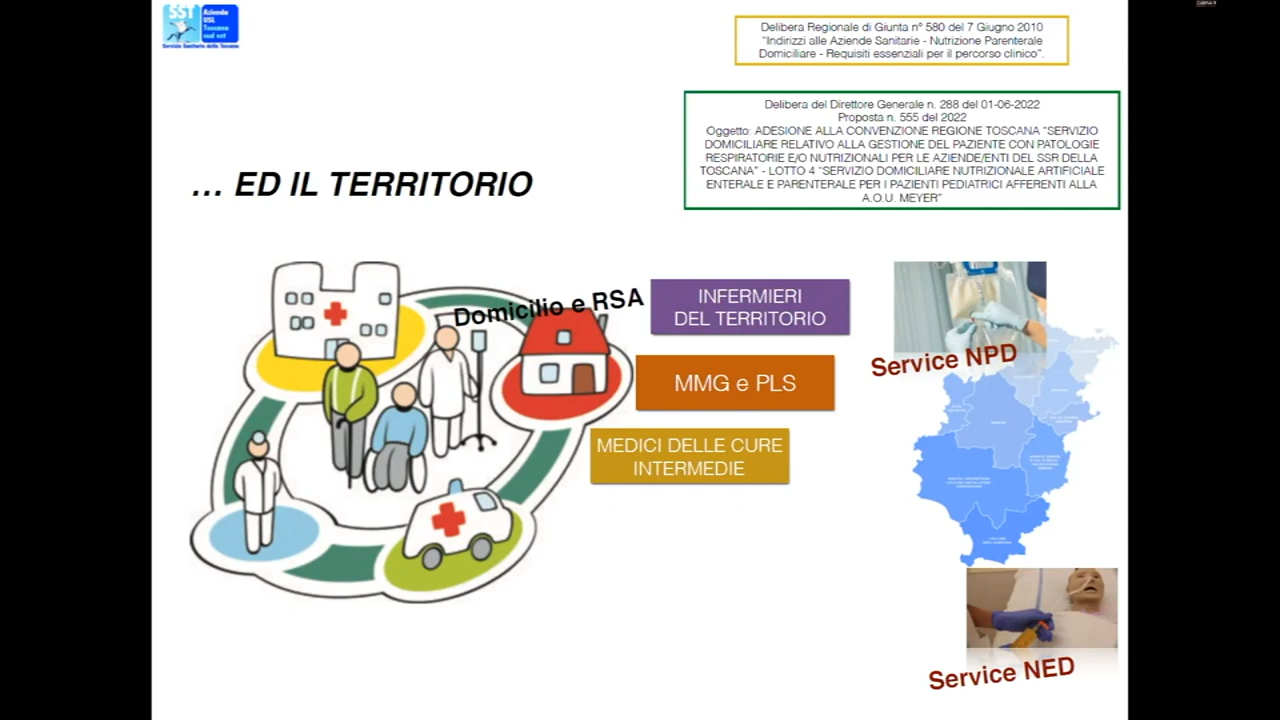 SST
Azienda
USL
Toscana
sud est
Servizio Sanitario della Toscana
Delibera Regionale di Giunta n° 580 del 7 Giugno 2010
"Indirizzi alle Aziende Sanitarie - Nutrizione Parenterale
Domiciliare - Requisiti essenziali per il percorso clinico".
Delibera del Direttore Generale n. 288 del 01-06-2022
Proposta n. 555 del 2022
Oggetto: ADESIONE ALLA CONVENZIONE REGIONE TOSCANA "SERVIZIO
DOMICILIARE RELATIVO ALLA GESTIONE DEL PAZIENTE CON PATOLOGIE
RESPIRATORIE E/O NUTRIZIONALI PER LE AZIENDE/ENTI DEL SSR DELLA
TOSCANA" - LOTTO 4 "SERVIZIO DOMICILIARE NUTRIZIONALE ARTIFICIALE
ENTERALE E PARENTERALE PER I PAZIENTI PEDIATRICI AFFERENTI ALLA
A.O.U. MEYER"
... ED IL TERRITORIO
Domicilio e RSA
INFERMIERI
DEL TERRITORIO
MMG e PLS
MEDICI DELLE CURE
INTERMEDIE
Service NPD
Service NED